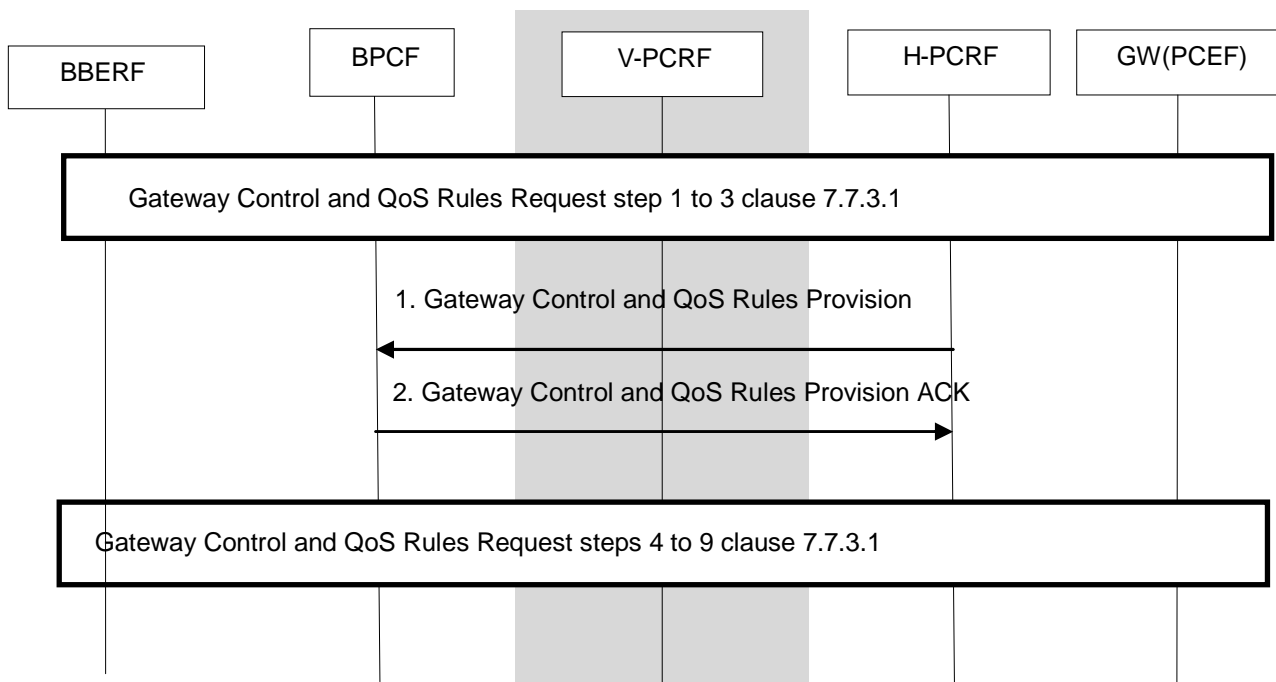 BBERF
BPCF
V-PCRF
H-PCRF
GW(PCEF)
Gateway Control and QoS Rules Request step 1 to 3 clause 7.7.3.1
1. Gateway Control and QoS Rules Provision
2. Gateway Control and QoS Rules Provision ACK
Gateway Control and QoS Rules Request steps 4 to 9 clause 7.7.3.1